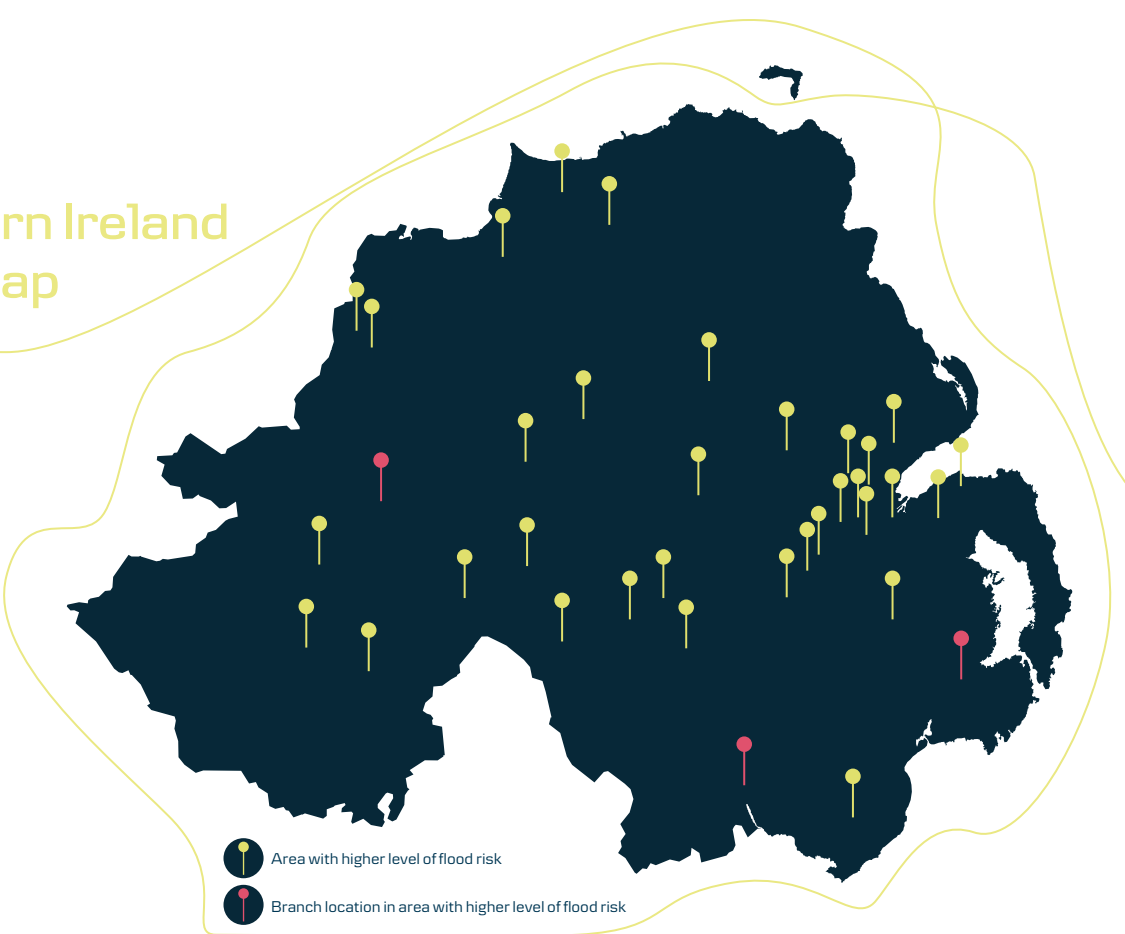 rn Ireland
ap
Area with higher level of flood risk
Branch location in area with higher level of flood risk